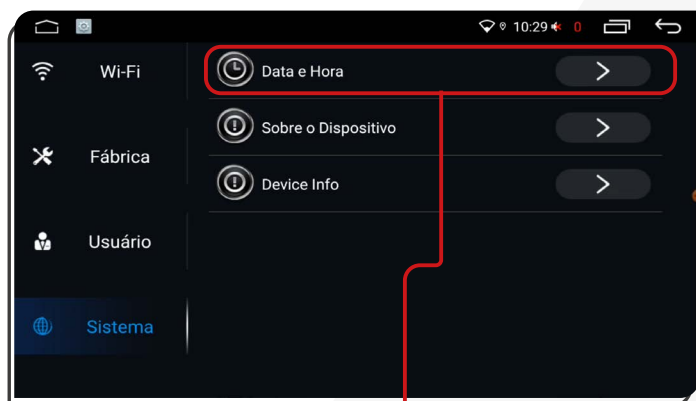 10:29 0
Wi-Fi
Data e Hora
Sobre o Dispositivo
Fábrica
Device Info
Usuário
Sistema